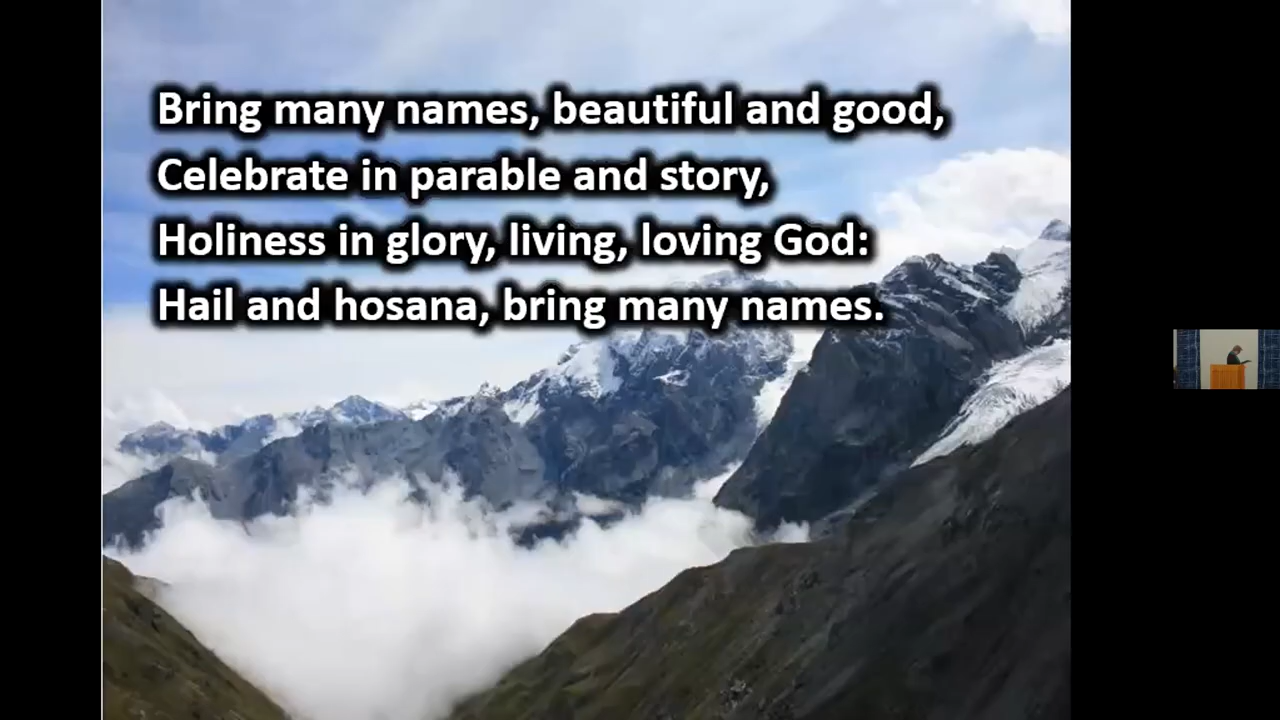 Bring many names, beautiful and good,
Celebrate in parable and story,
Holiness in glory, living, loving God:
Hail and hosana, bring many names.